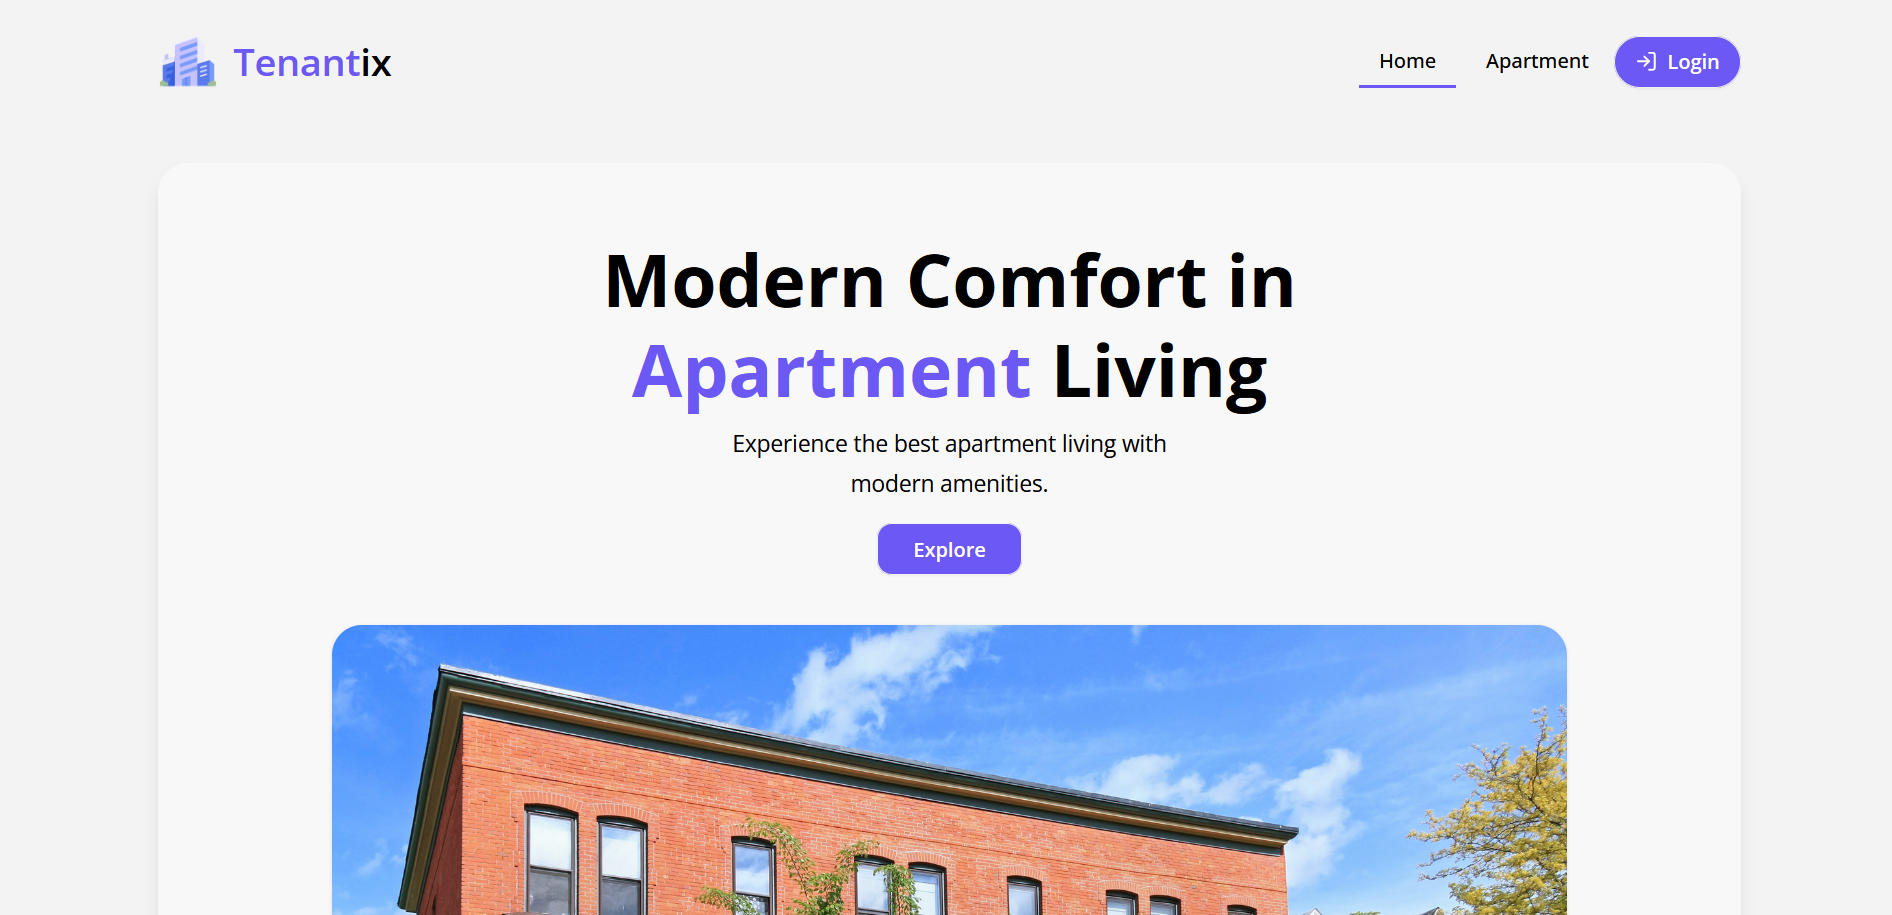 Tenantix
Home
Apartment
Login
Modern Comfort in
Apartment Living
Experience the best apartment living with
modern amenities.
Explore